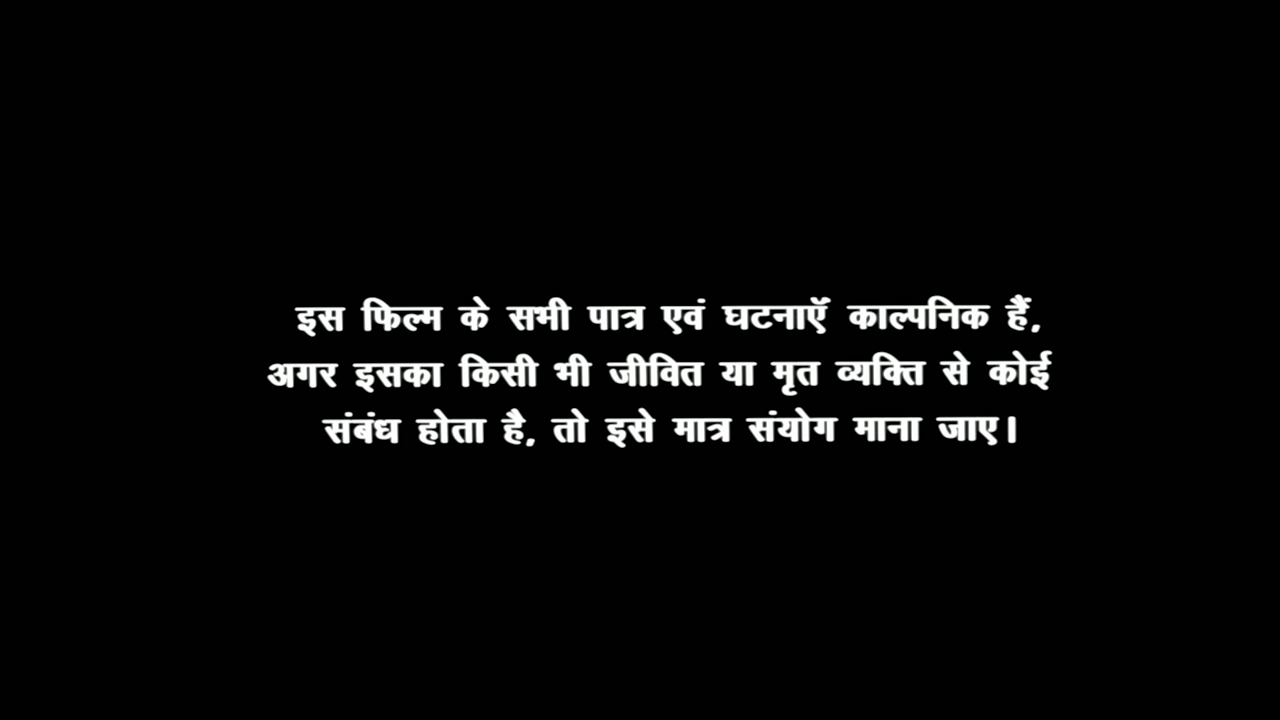 इस फिल्म के सभी पात्र एवं घटनाऍ काल्पनिक हैं,
अगर इसका किसी भी जीवित या मृत व्यक्ति से कोई
संबंध होता है, तो इसे मात्र संयोग माना जाए।